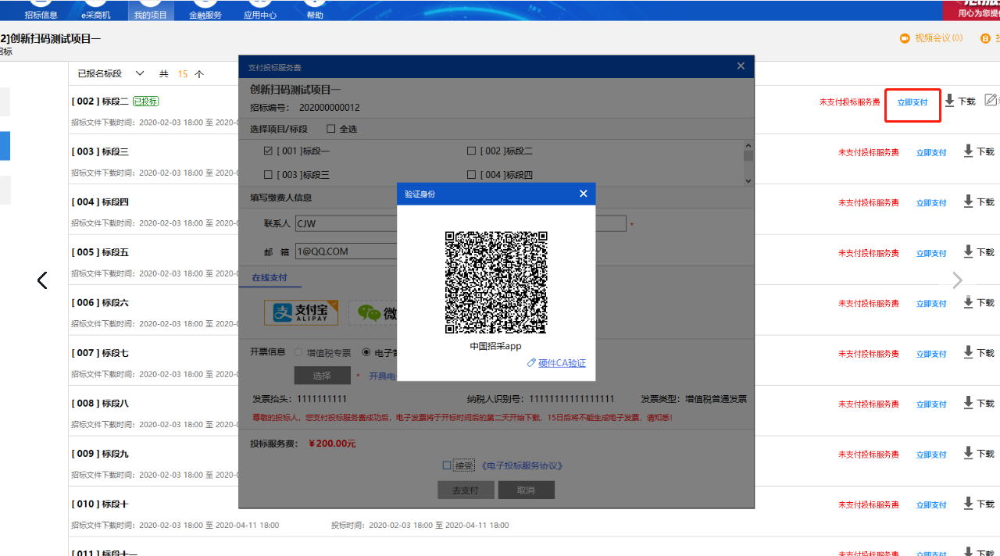 招标信息 e采商机 我的项目 金融服务 应用中心 帮助
用心为您提
2]创新扫码测试项目一
招标
视频会议(0)
已报名标段 共 15 个
[ 002 ] 标段二 已投标
未支付投标服务费 立即支付 下载
招标文件下载时间：2020-02-03 18:00 至 2020-0
[ 003 ] 标段三
未支付投标服务费 立即支付 下载
招标文件下载时间：2020-02-03 18:00 至 2020-0
[ 004 ] 标段四
未支付投标服务费 立即支付 下载
招标文件下载时间：2020-02-03 18:00 至 2020-0
[ 005 ] 标段五
未支付投标服务费 立即支付 下载
招标文件下载时间：2020-02-03 18:00 至 2020-0
[ 006 ] 标段六
未支付投标服务费 立即支付 下载
招标文件下载时间：2020-02-03 18:00 至 2020-0
[ 007 ] 标段七
未支付投标服务费 立即支付 下载
招标文件下载时间：2020-02-03 18:00 至 2020-0
[ 008 ] 标段八
未支付投标服务费 立即支付 下载
招标文件下载时间：2020-02-03 18:00 至 2020-0
[ 009 ] 标段九
未支付投标服务费 立即支付 下载
招标文件下载时间：2020-02-03 18:00 至 2020-0
[ 010 ] 标段十
未支付投标服务费 立即支付 下载
招标文件下载时间：2020-02-03 18:00 至 2020-04-11 18:00 投标时间：2020-02-03 18:00 至 2020-04-11 18:00
[ 011 ] 标段十一
未支付投标服务费 立即支付 下载
支付投标服务费
创新扫码测试项目一
招标编号： 202000000012
选择项目/标段 全选
[ 001 ]标段一 [ 002 ]标段二
[ 003 ]标段三 [ 004 ]标段四
填写缴费人信息
联系人 CJW *
邮 箱 1@QQ.COM
在线支付
支付宝 ALIPAY 微
开票信息 增值税专票 电子普
选择 * 开具电
发票抬头：1111111111 纳税人识别号：11111111111111111 发票类型：增值税普通发票
尊敬的投标人，您支付投标服务费成功后，电子发票将于开标时间后的第二天开始下载，15日后将不能生成电子发票，请知悉！
投标服务费： ￥200.00元
接受 《电子投标服务协议》
去支付 取消
验证身份
中国招采app
硬件CA验证